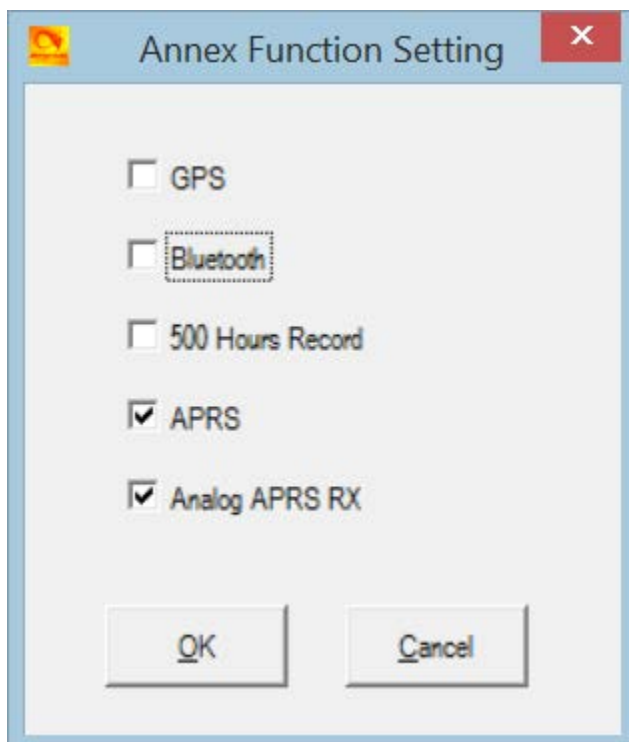 Annex Function Setting
GPS
Bluetooth
500 Hours Record
APRS
Analog APRS RX
OK
Cancel